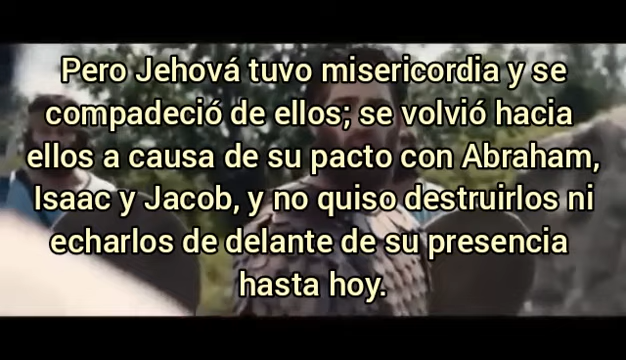 Pero Jehová tuvo misericordia y se
compadeció de ellos; se volvió hacia
ellos a causa de su pacto con Abraham,
Isaac y Jacob, y no quiso destruirlos ni
echarlos de delante de su presencia
hasta hoy.